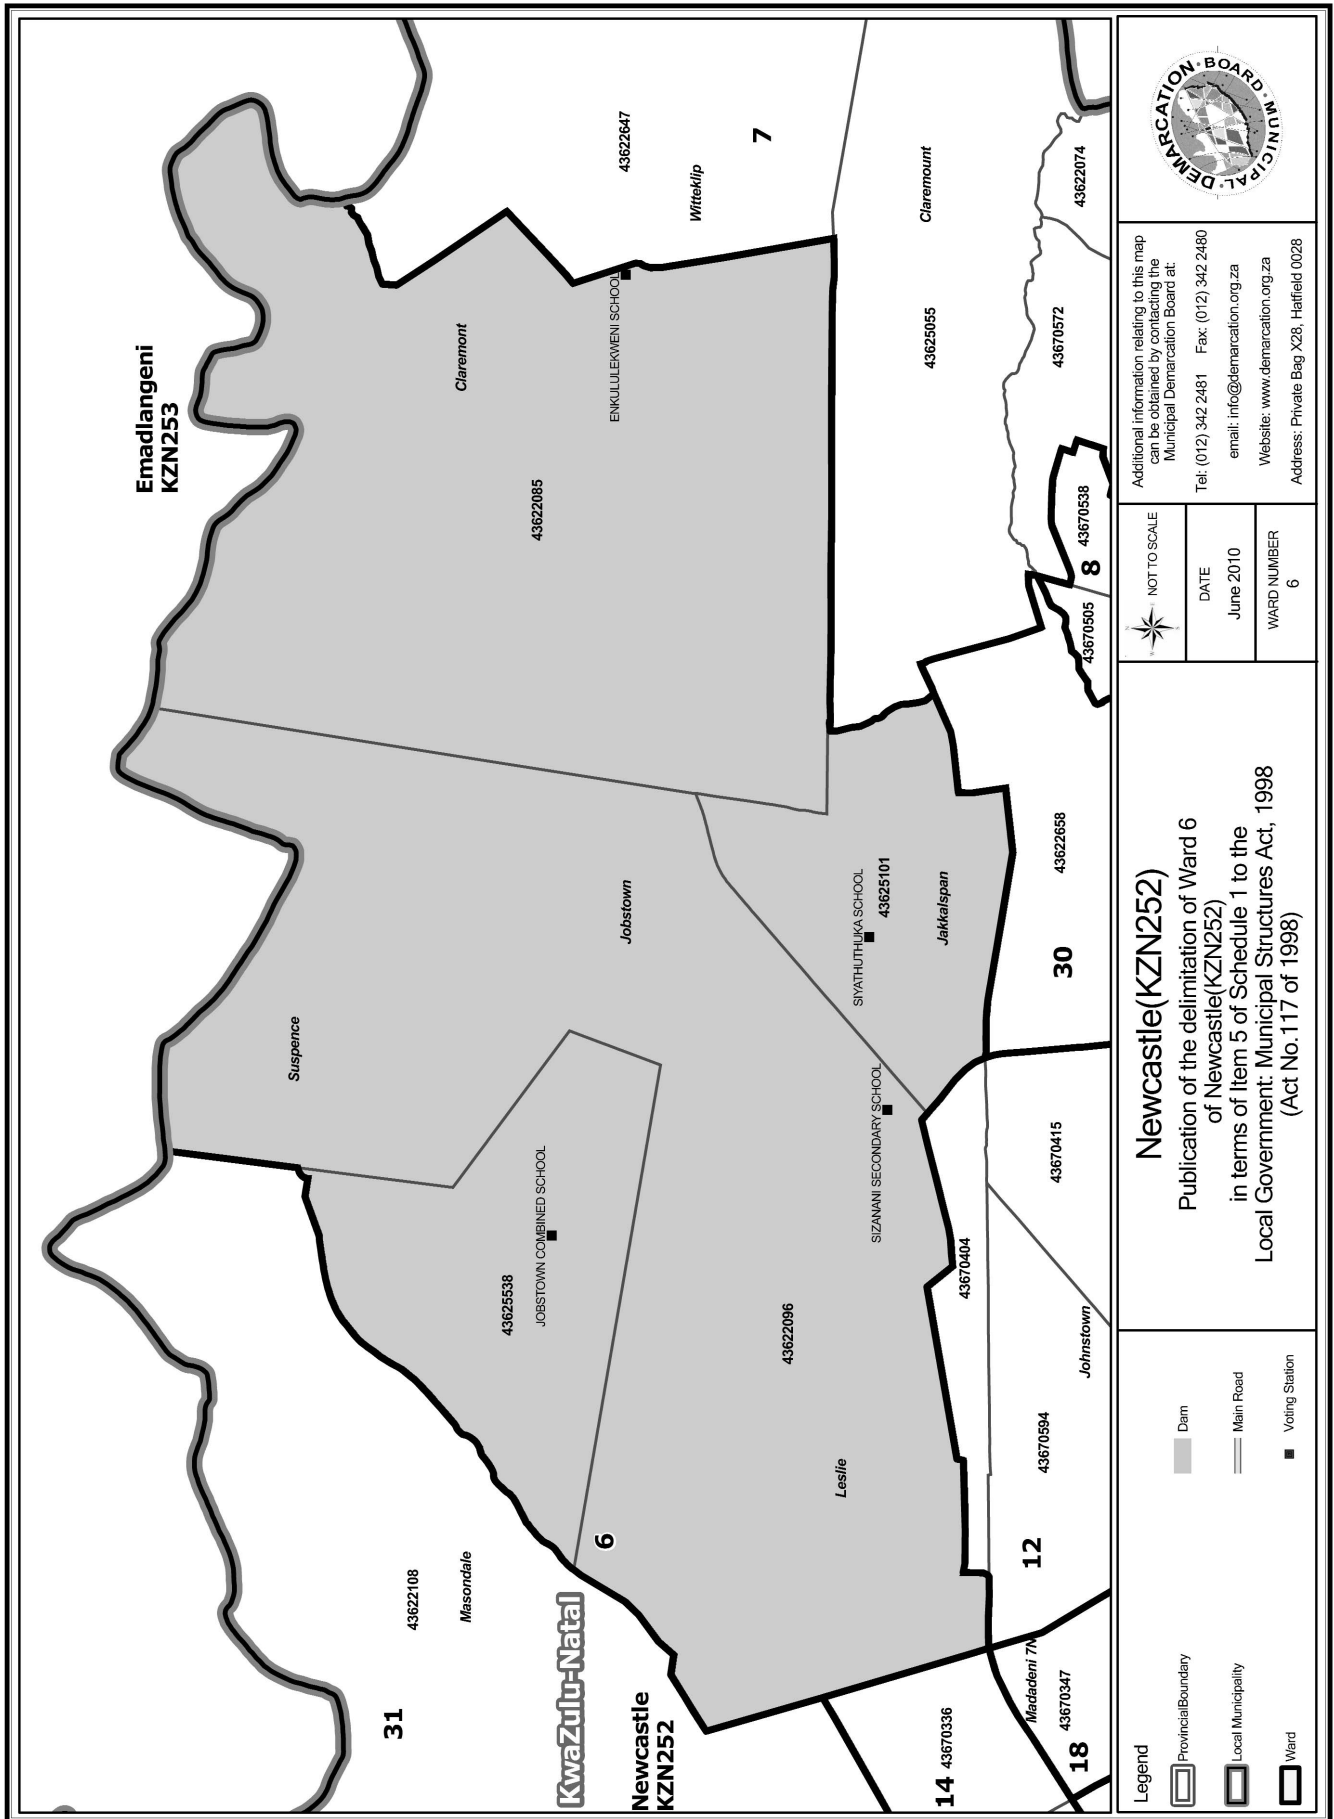 Emadlangeni
KZN253
Suspence
Claremont
43622085
ENKULULEKWENI SCHOOL
43622647
Witteklip
7
Claremount
43625055
43622074
43670572
43670538
8
43670505
31
43622108
Masondale
KwaZulu-Natal
Newcastle
KZN252
6
43625538
JOBSTOWN COMBINED SCHOOL
Jobstown
43622096
Leslie
SIZANANI SECONDARY SCHOOL
SIYATHUTHUKA SCHOOL
43625101
Jakkalspan
43622658
30
43670415
43670404
Johnstown
43670594
12
14
43670336
Madadeni 7N
43670347
18
Legend
ProvincialBoundary
Local Municipality
Ward
Dam
Main Road
Voting Station
Newcastle(KZN252)
Publication of the delimitation of Ward 6
of Newcastle(KZN252)
in terms of Item 5 of Schedule 1 to the
Local Government: Municipal Structures Act, 1998
(Act No.117 of 1998)
NOT TO SCALE
DATE
June 2010
WARD NUMBER
6
Additional information relating to this map
can be obtained by contacting the
Municipal Demarcation Board at:
Tel: (012) 342 2481 Fax: (012) 342 2480
email: info@demarcation.org.za
Website: www.demarcation.org.za
Address: Private Bag X28, Hatfield 0028
MUNICIPAL · DEMARCATION · BOARD ·